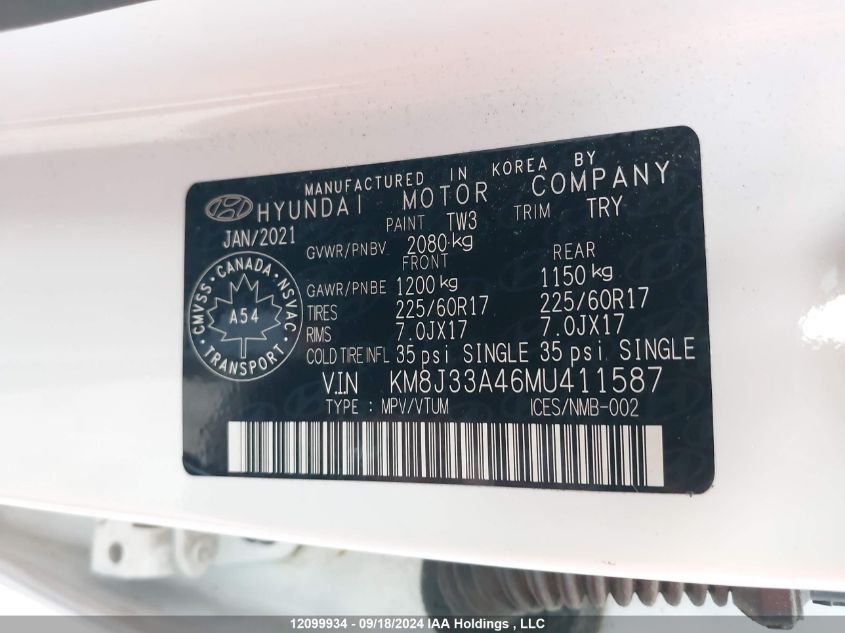 MANUFACTURED IN KOREA BY
HYUNDAI MOTOR COMPANY
JAN/2021 PAINT TW3 TRIM TRY
GVWR/PNBV 2080 kg
FRONT REAR
GAWR/PNBE 1200 kg 1150 kg
TIRES 225/60R17 225/60R17
RIMS 7.0JX17 7.0JX17
COLD TIRE INFL 35 psi SINGLE 35 psi SINGLE
CMVSS • CANADA • NSVAC • TRANSPORT •
A54
V.I.N KM8J33A46MU411587
TYPE : MPV/VTUM ICES/NMB-002
12099934 - 09/18/2024 IAA Holdings , LLC